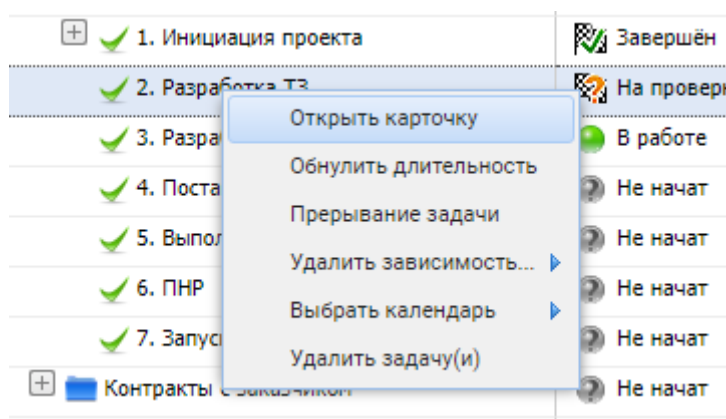 1. Инициация проекта
Завершён
2. Разработка ТЗ
На проверк
Открыть карточку
3. Разра
В работе
Обнулить длительность
4. Поста
Не начат
Прерывание задачи
5. Выпол
Не начат
Удалить зависимость...
6. ПНР
Не начат
Выбрать календарь
7. Запус
Не начат
Удалить задачу(и)
Контракты с заказчиком
Не начат